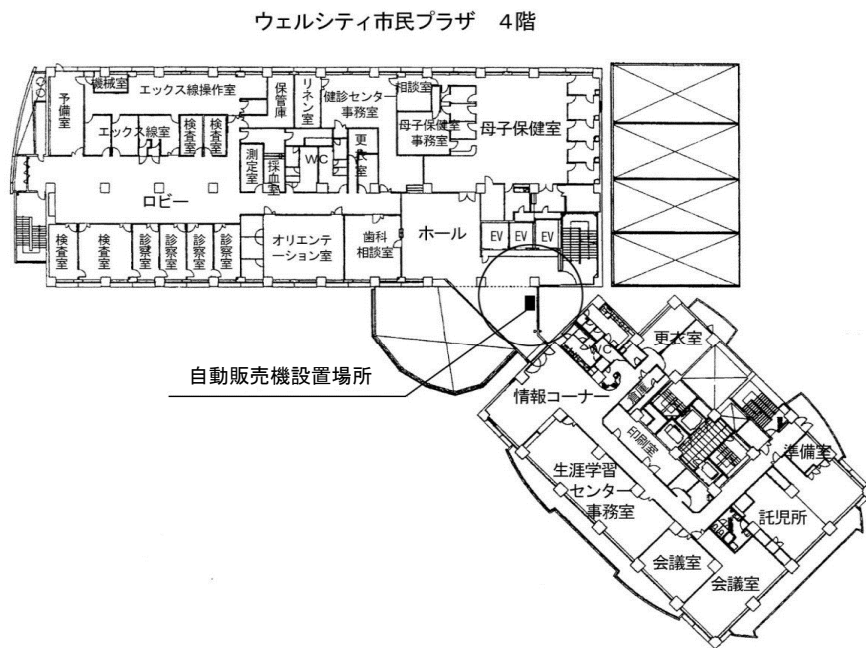 ウェルシティ市民プラザ　４階
予備室
機械室
エックス線操作室
保管庫
リネン室
健診センター
事務室
相談室
母子保健室
事務室
母子保健室
エックス線室
検査室
検査室
測定室
採血室
WC
更衣室
ロビー
検査室
検査室
診察室
診察室
診察室
診察室
オリエンテ
ーション室
歯科
相談室
ホール
EV
EV
EV
自動販売機設置場所
WC
更衣室
情報コーナー
倉庫
印刷室
生涯学習
センター
事務室
準備室
託児所
会議室
会議室